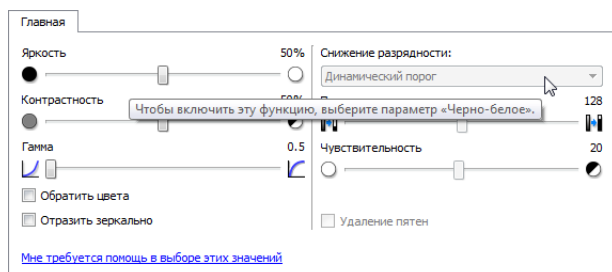 Главная
Яркость 50%
Контрастность
Гамма 0.5
Обратить цвета
Отразить зеркально
Мне требуется помощь в выборе этих значений
Снижение разрядности:
Динамический порог
128
Чтобы включить эту функцию, выберите параметр «Черно-белое».
Чувствительность 20
Удаление пятен